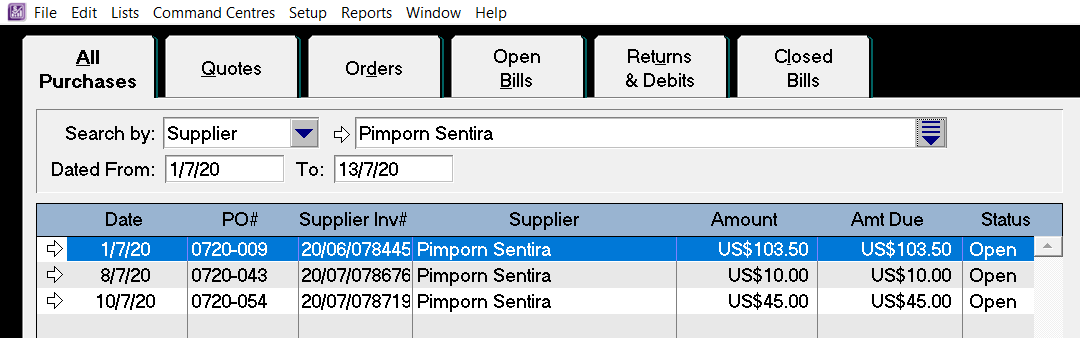 File Edit Lists Command Centres Setup Reports Window Help
All Purchases
Quotes
Orders
Open Bills
Returns & Debits
Closed Bills
Search by: Supplier Pimporn Sentira
Dated From: 1/7/20 To: 13/7/20
Date PO# Supplier Inv# Supplier Amount Amt Due Status
1/7/20 0720-009 20/06/078445 Pimporn Sentira US$103.50 US$103.50 Open
8/7/20 0720-043 20/07/078676 Pimporn Sentira US$10.00 US$10.00 Open
10/7/20 0720-054 20/07/078719 Pimporn Sentira US$45.00 US$45.00 Open